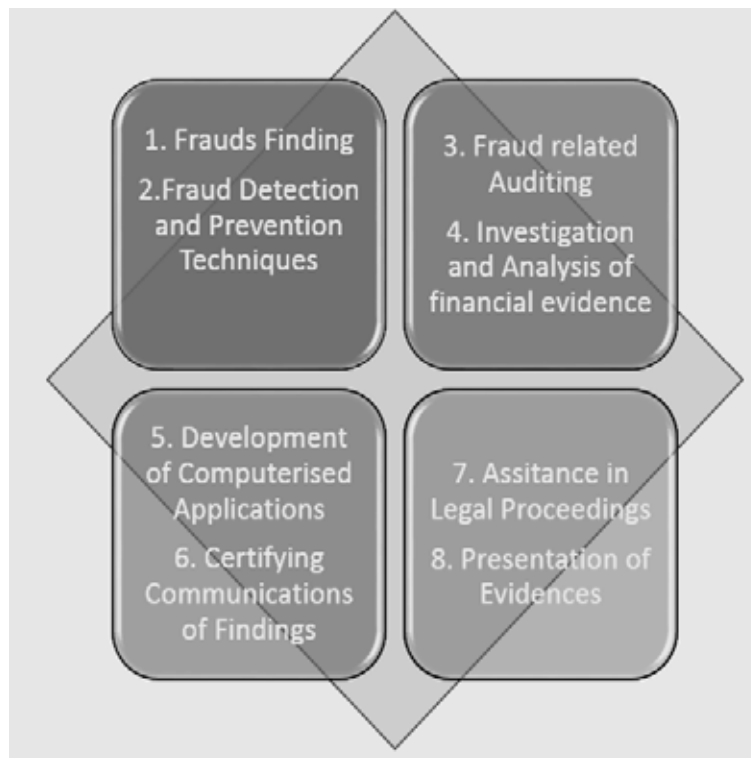 1. Frauds Finding
2.Fraud Detection
and Prevention
Techniques
3. Fraud related
Auditing
4. Investigation
and Analysis of
financial evidence
5. Development
of Computerised
Applications
6. Certifying
Communications
of Findings
7. Assitance in
Legal Proceedings
8. Presentation of
Evidences